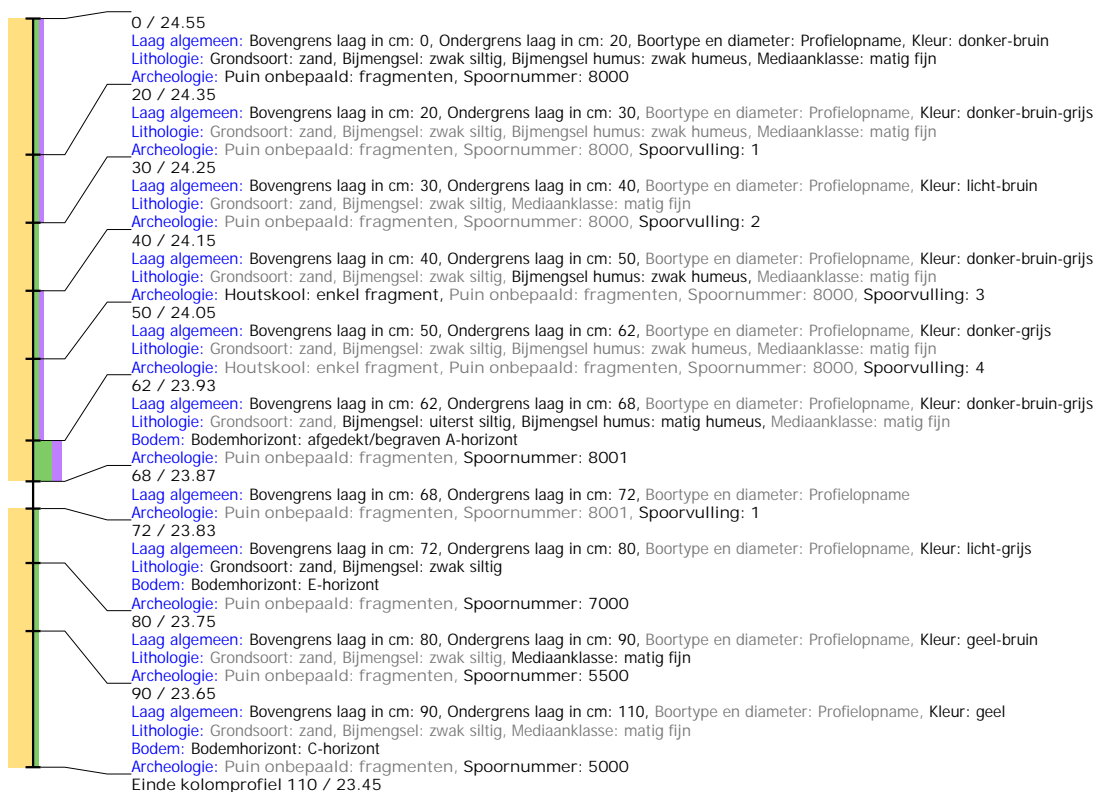 0 / 24.55
Laag algemeen: Bovengrens laag in cm: 0, Ondergrens laag in cm: 20, Boortype en diameter: Profielopname, Kleur: donker-bruin
Lithologie: Grondsoort: zand, Bijmengsel: zwak siltig, Bijmengsel humus: zwak humeus, Mediaanklasse: matig fijn
Archeologie: Puin onbepaald: fragmenten, Spoornummer: 8000
20 / 24.35
Laag algemeen: Bovengrens laag in cm: 20, Ondergrens laag in cm: 30, Boortype en diameter: Profielopname, Kleur: donker-bruin-grijs
Lithologie: Grondsoort: zand, Bijmengsel: zwak siltig, Bijmengsel humus: zwak humeus, Mediaanklasse: matig fijn
Archeologie: Puin onbepaald: fragmenten, Spoornummer: 8000, Spoorvulling: 1
30 / 24.25
Laag algemeen: Bovengrens laag in cm: 30, Ondergrens laag in cm: 40, Boortype en diameter: Profielopname, Kleur: licht-bruin
Lithologie: Grondsoort: zand, Bijmengsel: zwak siltig, Mediaanklasse: matig fijn
Archeologie: Puin onbepaald: fragmenten, Spoornummer: 8000, Spoorvulling: 2
40 / 24.15
Laag algemeen: Bovengrens laag in cm: 40, Ondergrens laag in cm: 50, Boortype en diameter: Profielopname, Kleur: donker-bruin-grijs
Lithologie: Grondsoort: zand, Bijmengsel: zwak siltig, Bijmengsel humus: zwak humeus, Mediaanklasse: matig fijn
Archeologie: Houtskool: enkel fragment, Puin onbepaald: fragmenten, Spoornummer: 8000, Spoorvulling: 3
50 / 24.05
Laag algemeen: Bovengrens laag in cm: 50, Ondergrens laag in cm: 62, Boortype en diameter: Profielopname, Kleur: donker-grijs
Lithologie: Grondsoort: zand, Bijmengsel: zwak siltig, Bijmengsel humus: zwak humeus, Mediaanklasse: matig fijn
Archeologie: Houtskool: enkel fragment, Puin onbepaald: fragmenten, Spoornummer: 8000, Spoorvulling: 4
62 / 23.93
Laag algemeen: Bovengrens laag in cm: 62, Ondergrens laag in cm: 68, Boortype en diameter: Profielopname, Kleur: donker-bruin-grijs
Lithologie: Grondsoort: zand, Bijmengsel: uiterst siltig, Bijmengsel humus: matig humeus, Mediaanklasse: matig fijn
Bodem: Bodemhorizont: afgedekt/begraven A-horizont
Archeologie: Puin onbepaald: fragmenten, Spoornummer: 8001
68 / 23.87
Laag algemeen: Bovengrens laag in cm: 68, Ondergrens laag in cm: 72, Boortype en diameter: Profielopname
Archeologie: Puin onbepaald: fragmenten, Spoornummer: 8001, Spoorvulling: 1
72 / 23.83
Laag algemeen: Bovengrens laag in cm: 72, Ondergrens laag in cm: 80, Boortype en diameter: Profielopname, Kleur: licht-grijs
Lithologie: Grondsoort: zand, Bijmengsel: zwak siltig
Bodem: Bodemhorizont: E-horizont
Archeologie: Puin onbepaald: fragmenten, Spoornummer: 7000
80 / 23.75
Laag algemeen: Bovengrens laag in cm: 80, Ondergrens laag in cm: 90, Boortype en diameter: Profielopname, Kleur: geel-bruin
Lithologie: Grondsoort: zand, Bijmengsel: zwak siltig, Mediaanklasse: matig fijn
Archeologie: Puin onbepaald: fragmenten, Spoornummer: 5500
90 / 23.65
Laag algemeen: Bovengrens laag in cm: 90, Ondergrens laag in cm: 110, Boortype en diameter: Profielopname, Kleur: geel
Lithologie: Grondsoort: zand, Bijmengsel: zwak siltig, Mediaanklasse: matig fijn
Bodem: Bodemhorizont: C-horizont
Archeologie: Puin onbepaald: fragmenten, Spoornummer: 5000
Einde kolomprofiel 110 / 23.45